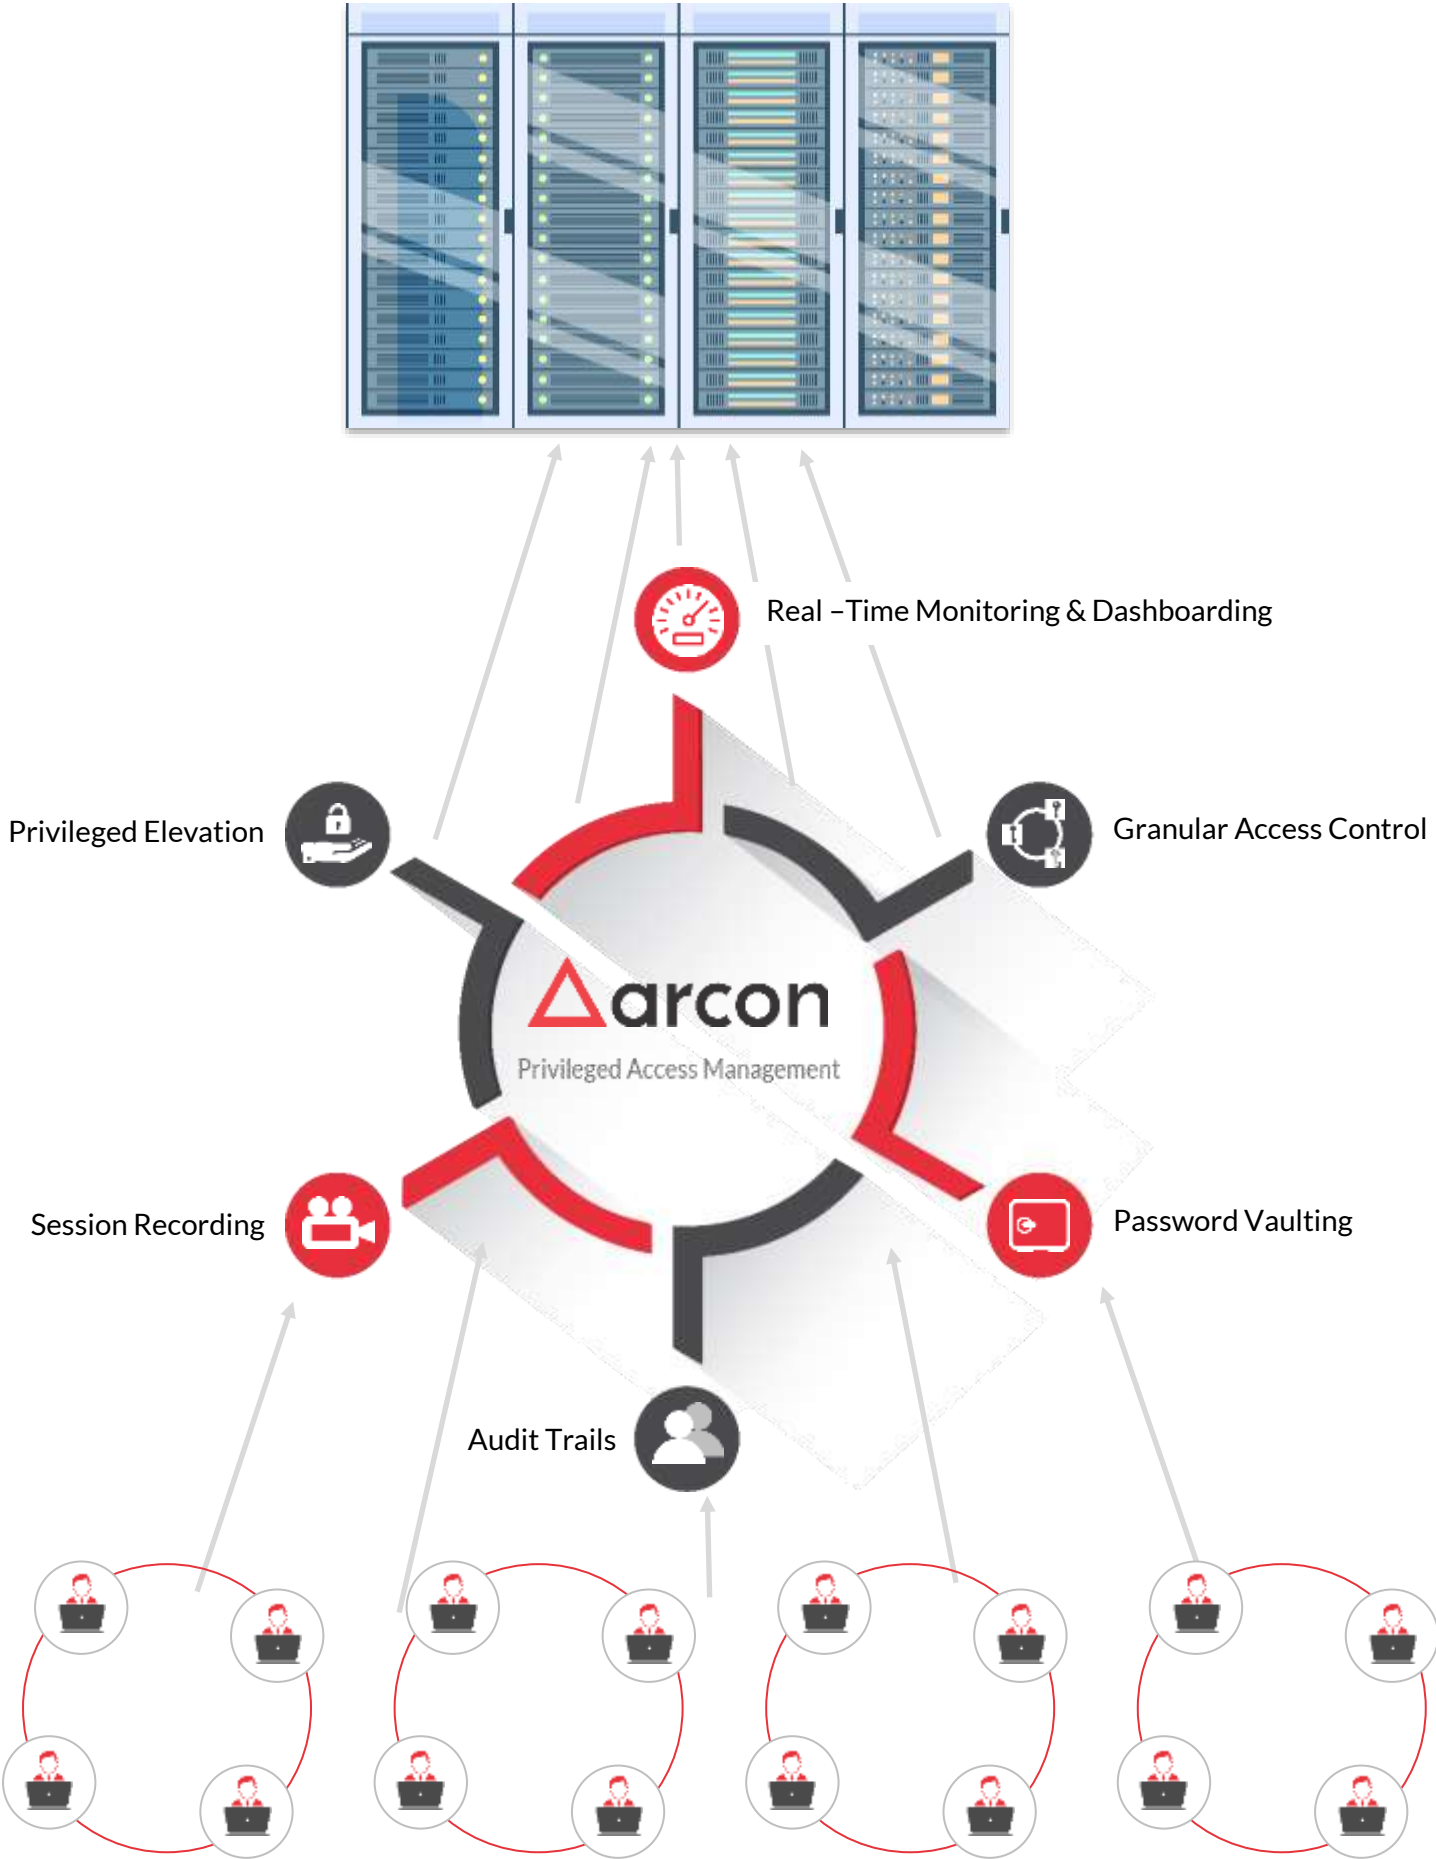 Real –Time Monitoring & Dashboarding
Privileged Elevation
Granular Access Control
arcon
Privileged Access Management
Session Recording
Password Vaulting
Audit Trails